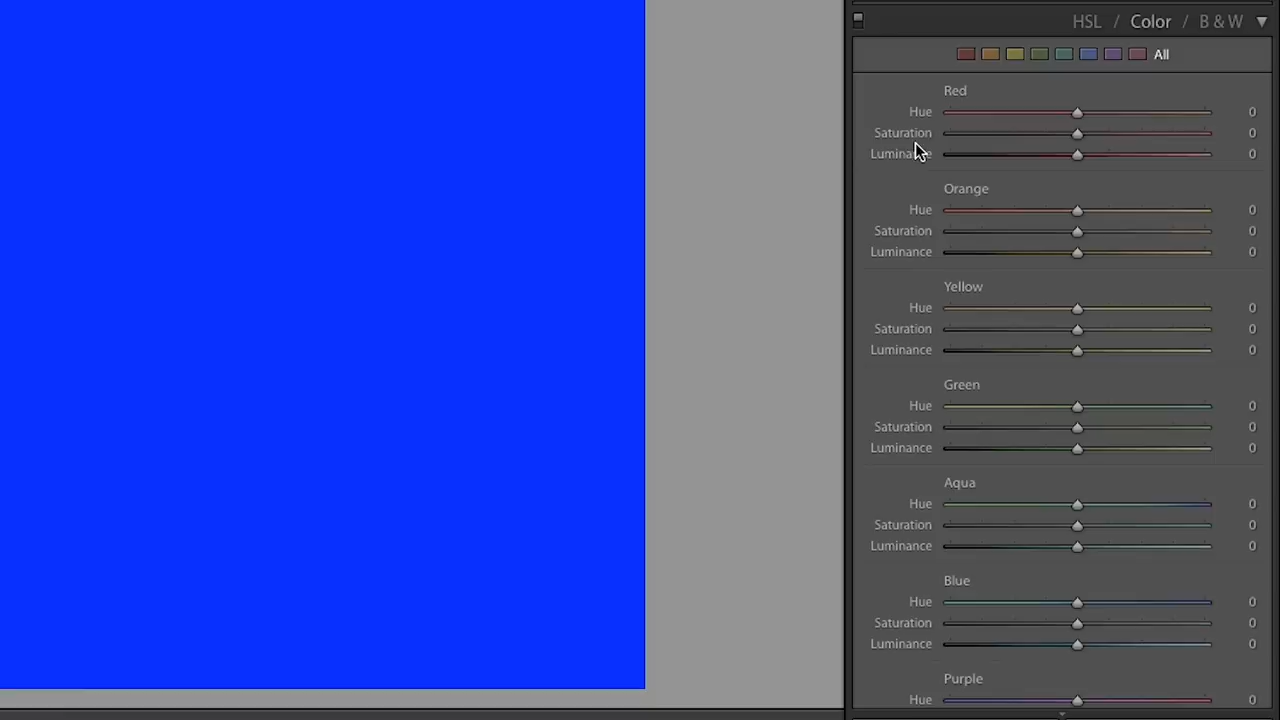 HSL / Color / B & W
All
Red
Hue 0
Saturation 0
Luminance 0
Orange
Hue 0
Saturation 0
Luminance 0
Yellow
Hue 0
Saturation 0
Luminance 0
Green
Hue 0
Saturation 0
Luminance 0
Aqua
Hue 0
Saturation 0
Luminance 0
Blue
Hue 0
Saturation 0
Luminance 0
Purple
Hue 0